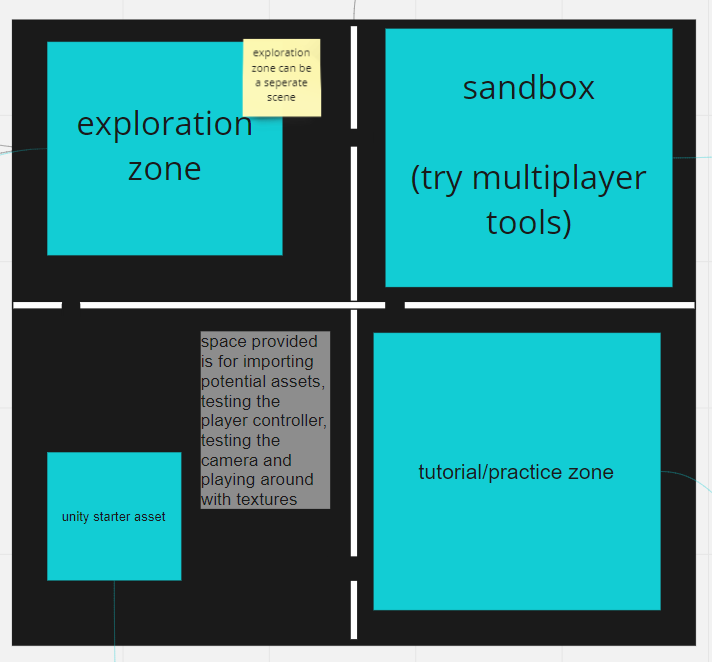 exploration
zone
exploration
zone can be
a seperate
scene
sandbox
(try multiplayer
tools)
space provided
is for importing
potential assets,
testing the
player controller,
testing the
camera and
playing around
with textures
unity starter asset
tutorial/practice zone